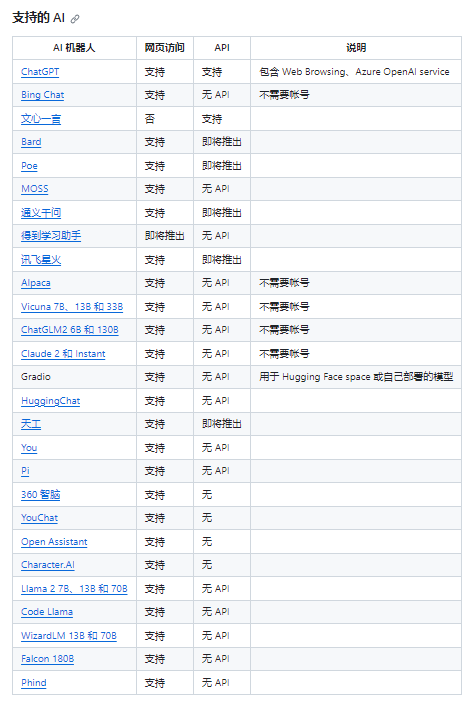 支持的 AI
AI 机器人 网页访问 API 说明
ChatGPT 支持 支持 包含 Web Browsing、Azure OpenAI service
Bing Chat 支持 无 API 不需要帐号
文心一言 否 支持
Bard 支持 即将推出
Poe 支持 即将推出
MOSS 支持 无 API
通义千问 支持 即将推出
得到学习助手 即将推出 无 API
讯飞星火 支持 即将推出
Alpaca 支持 无 API 不需要帐号
Vicuna 7B、13B 和 33B 支持 无 API 不需要帐号
ChatGLM2 6B 和 130B 支持 无 API 不需要帐号
Claude 2 和 Instant 支持 无 API 不需要帐号
Gradio 支持 无 API 用于 Hugging Face space 或自己部署的模型
HuggingChat 支持 无 API
天工 支持 即将推出
You 支持 无 API
Pi 支持 无 API
360 智脑 支持 无
YouChat 支持 无
Open Assistant 支持 无
Character.AI 支持 无
Llama 2 7B、13B 和 70B 支持 无 API
Code Llama 支持 无 API
WizardLM 13B 和 70B 支持 无 API
Falcon 180B 支持 无 API
Phind 支持 无 API